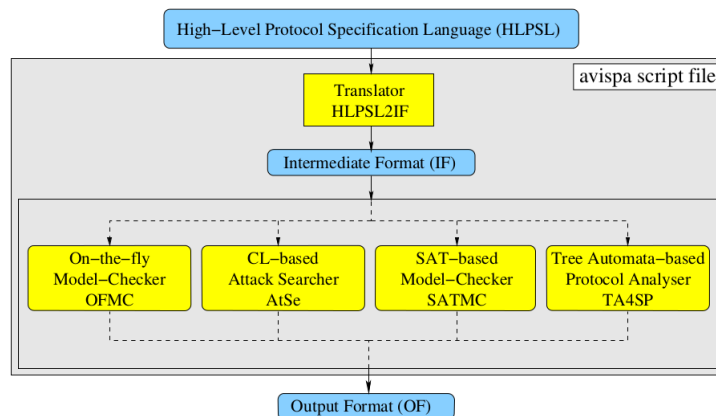 High-Level Protocol Specification Language (HLPSL)
avispa script file
Translator
HLPSL2IF
Intermediate Format (IF)
On-the-fly
Model-Checker
OFMC
CL-based
Attack Searcher
AtSe
SAT-based
Model-Checker
SATMC
Tree Automata-based
Protocol Analyser
TA4SP
Output Format (OF)